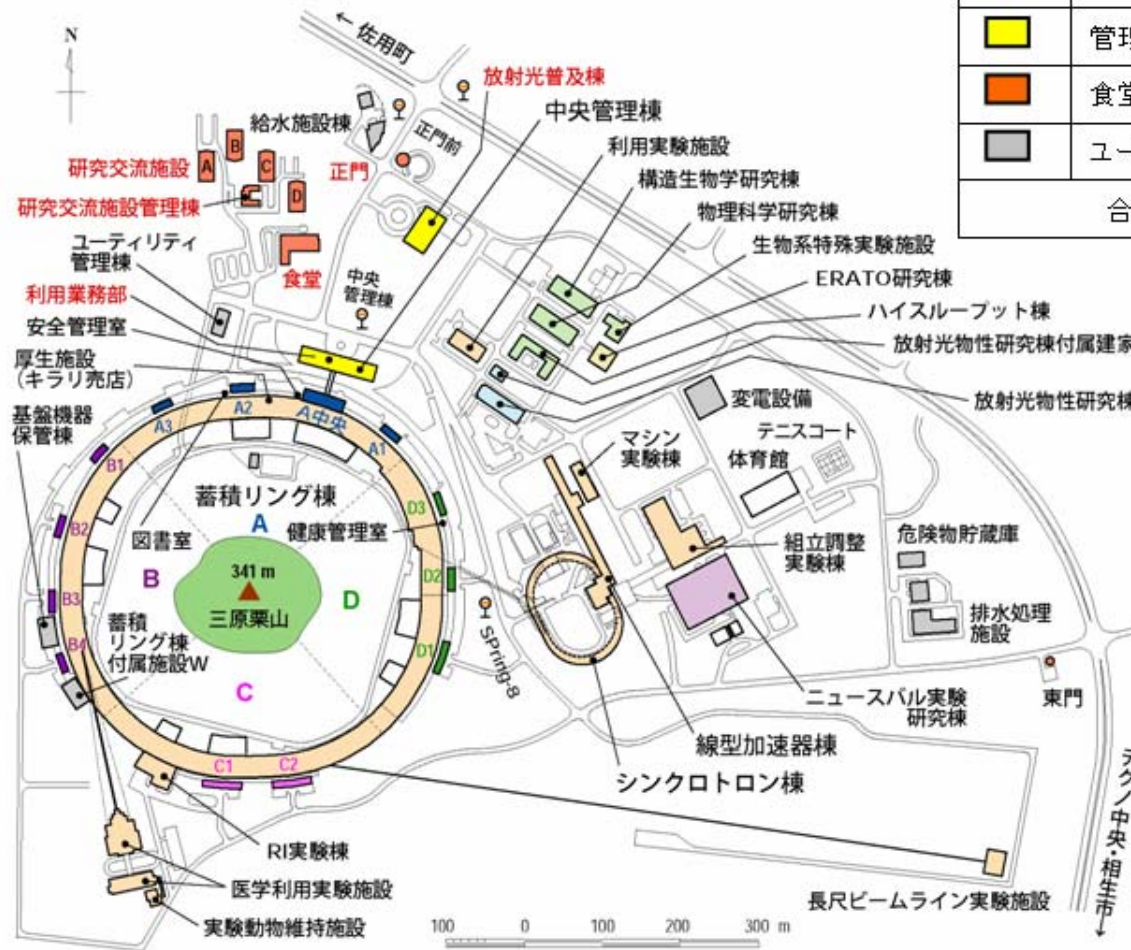 ← 佐用町
N
放射光普及棟
中央管理棟
給水施設棟
正門前
利用実験施設
正門
構造生物学研究棟
物理科学研究棟
生物系特殊実験施設
ERATO研究棟
ハイスループット棟
放射光物性研究棟付属建家
放射光物性研究棟
研究交流施設
A
B
C
D
研究交流施設管理棟
ユーティリティ
管理棟
食堂
中央
管理棟
利用業務部
安全管理室
厚生施設
(キラリ売店)
基盤機器
保管棟
変電設備
テニスコート
体育館
マシン
実験棟
組立調整
実験棟
危険物貯蔵庫
排水処理
施設
東門
A中央
A1
A2
A3
B1
B2
B3
B4
C1
C2
D1
D2
D3
蓄積リング棟
A
B
C
D
図書室
健康管理室
341 m
三原栗山
蓄積
リング棟
付属施設W
SPring-8
ニュースバル実験
研究棟
線型加速器棟
シンクロトロン棟
RI実験棟
医学利用実験施設
実験動物維持施設
長尺ビームライン実験施設
テクノ中央・相生市 →
100 0 100 200 300 m
管理
食堂
ユー
合